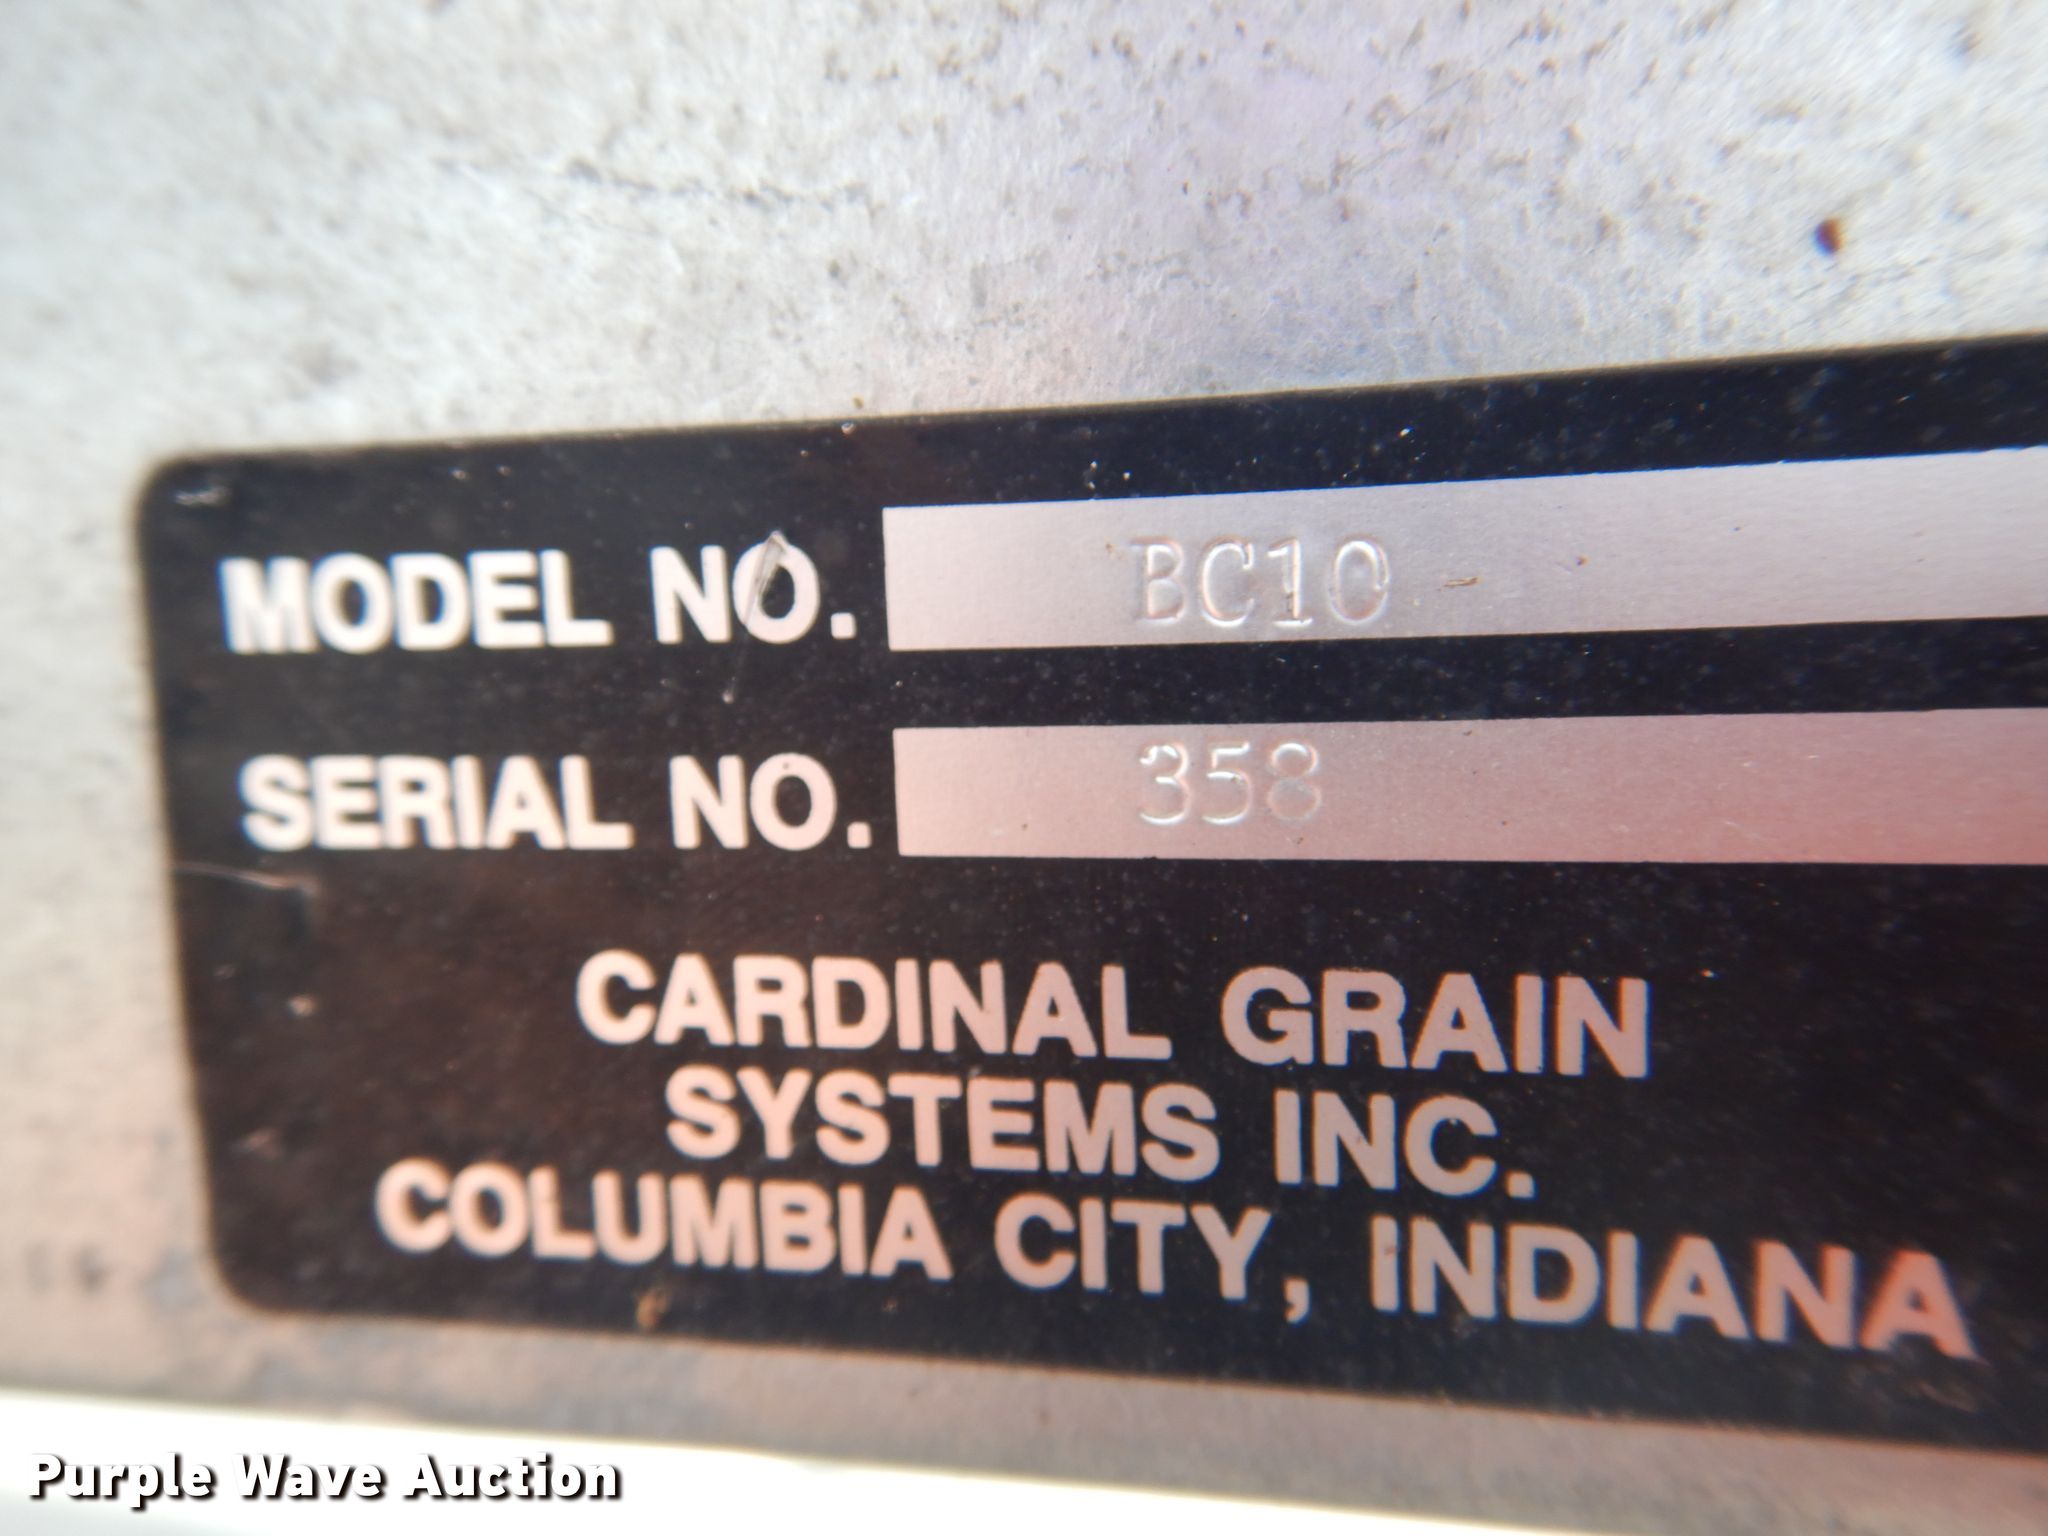 MODEL NO. BC10
SERIAL NO. 358
CARDINAL GRAIN
SYSTEMS INC.
COLUMBIA CITY, INDIANA
Purple Wave Auction